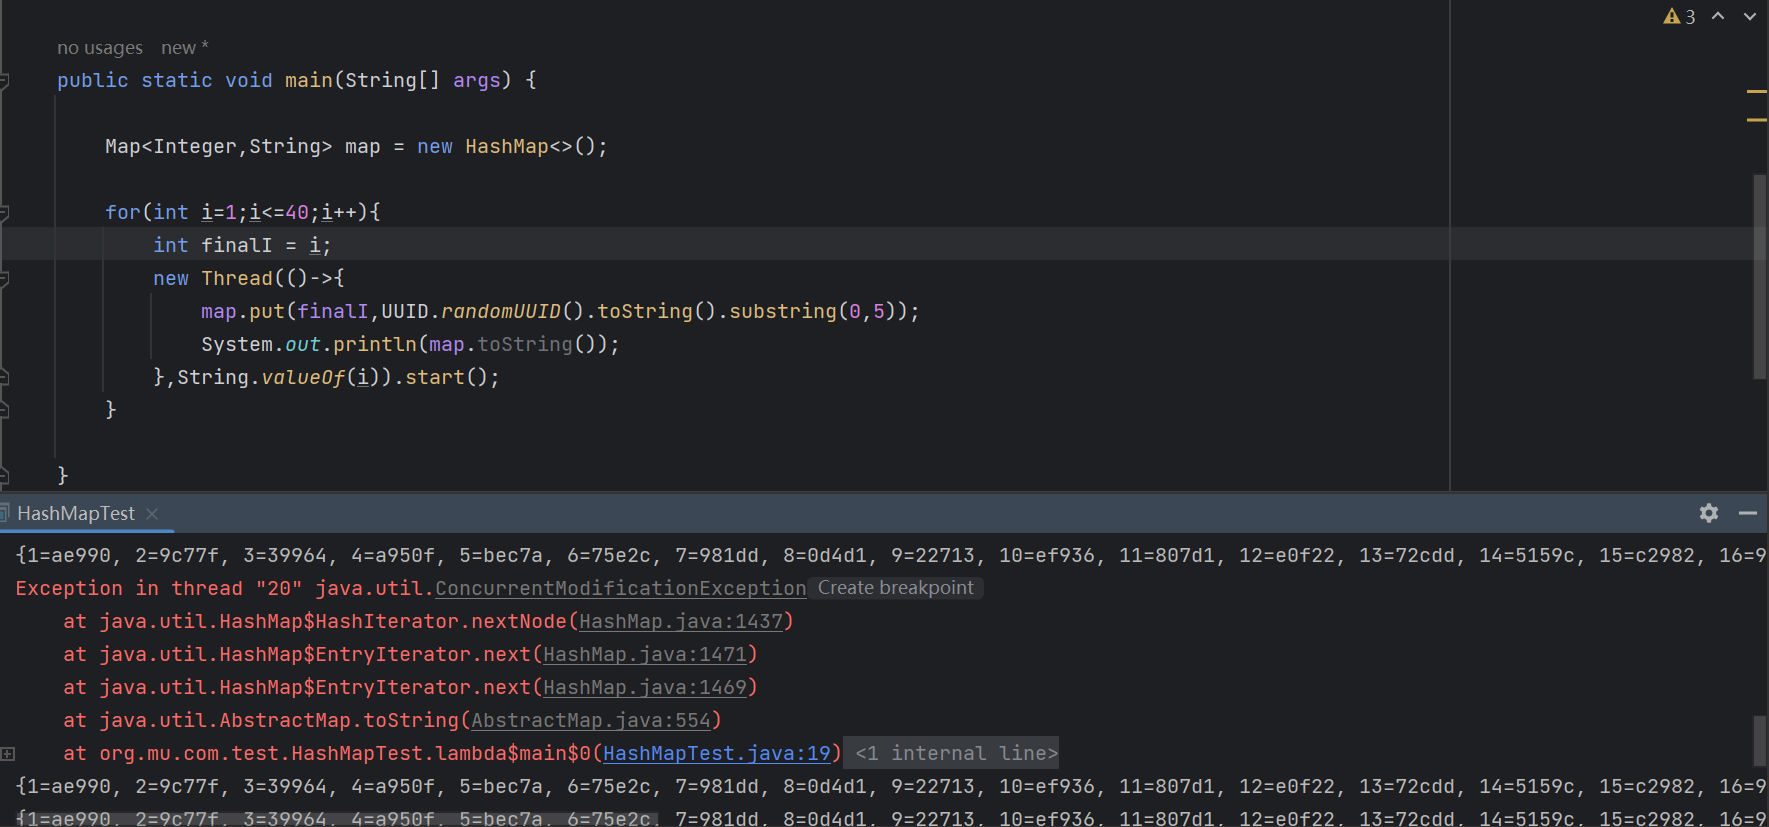 3
no usages new *
public static void main(String[] args) {
Map<Integer,String> map = new HashMap<>();
for(int i=1;i<=40;i++){
int finalI = i;
new Thread(()->{
map.put(finalI,UUID.randomUUID().toString().substring(0,5));
System.out.println(map.toString());
},String.valueOf(i)).start();
}
}
HashMapTest
{1=ae990, 2=9c77f, 3=39964, 4=a950f, 5=bec7a, 6=75e2c, 7=981dd, 8=0d4d1, 9=22713, 10=ef936, 11=807d1, 12=e0f22, 13=72cdd, 14=5159c, 15=c2982, 16=9
Exception in thread "20" java.util.ConcurrentModificationException Create breakpoint
at java.util.HashMap$HashIterator.nextNode(HashMap.java:1437)
at java.util.HashMap$EntryIterator.next(HashMap.java:1471)
at java.util.HashMap$EntryIterator.next(HashMap.java:1469)
at java.util.AbstractMap.toString(AbstractMap.java:554)
at org.mu.com.test.HashMapTest.lambda$main$0(HashMapTest.java:19) <1 internal line>
{1=ae990, 2=9c77f, 3=39964, 4=a950f, 5=bec7a, 6=75e2c, 7=981dd, 8=0d4d1, 9=22713, 10=ef936, 11=807d1, 12=e0f22, 13=72cdd, 14=5159c, 15=c2982, 16=9
{1=ae990, 2=9c77f, 3=39964, 4=a950f, 5=bec7a, 6=75e2c, 7=981dd, 8=0d4d1, 9=22713, 10=ef936, 11=807d1, 12=e0f22, 13=72cdd, 14=5159c, 15=c2982, 16=9